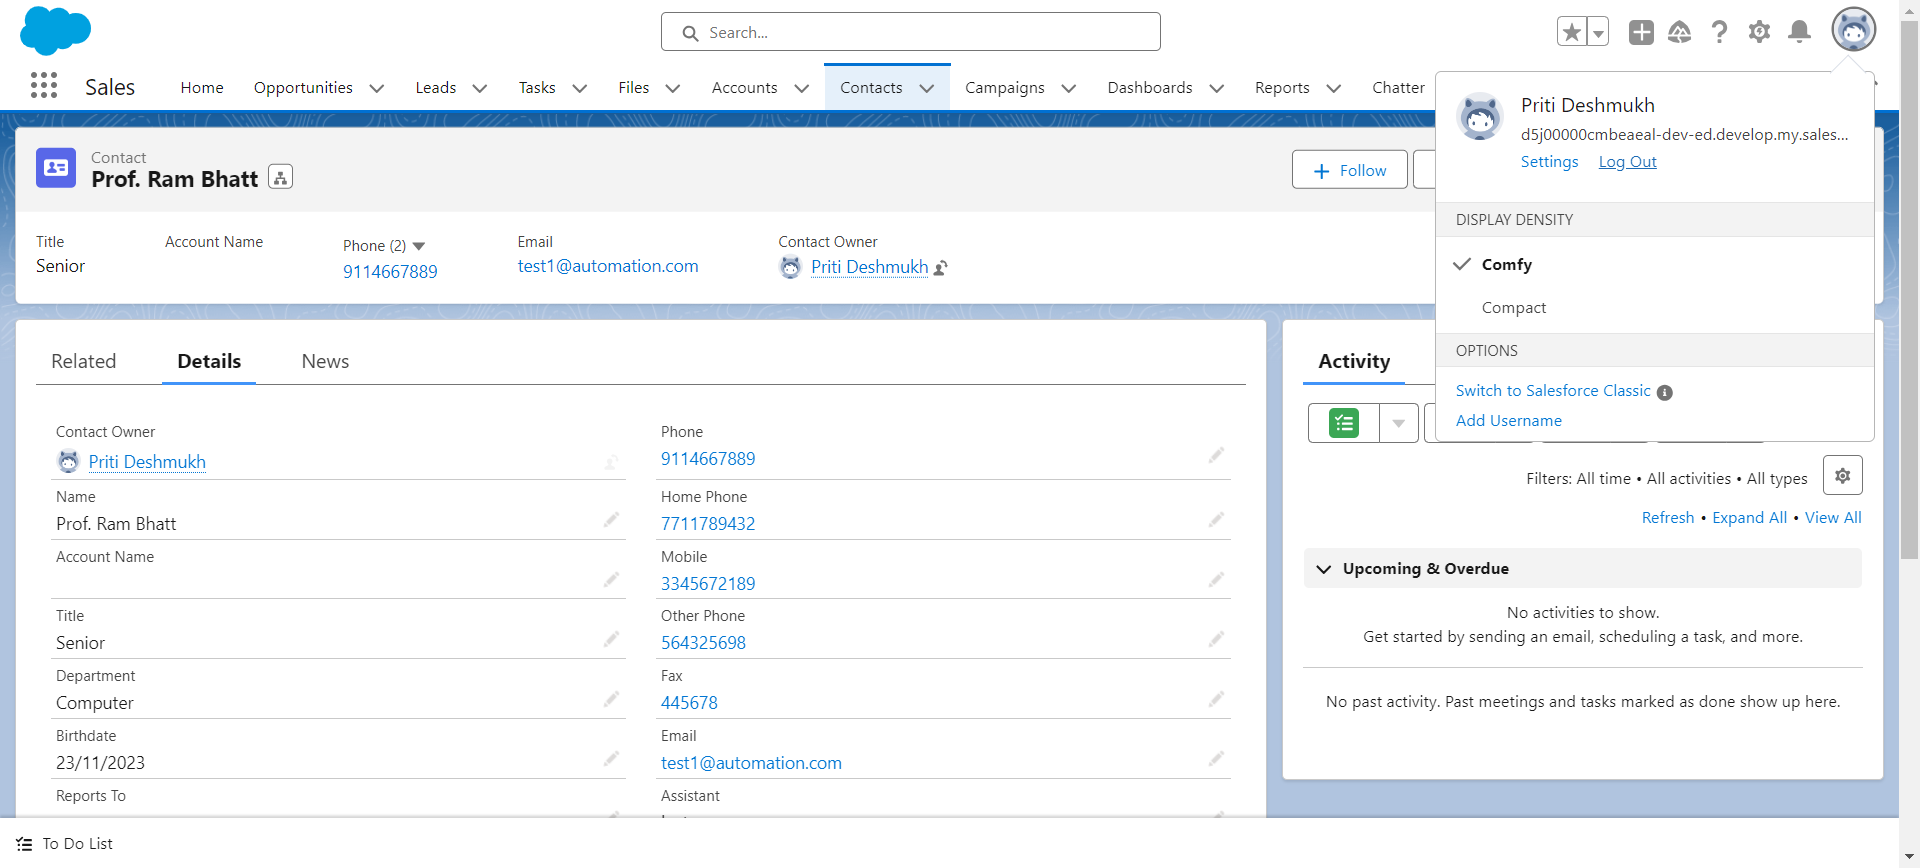 Search...
Sales
Home
Opportunities
Leads
Tasks
Files
Accounts
Contacts
Campaigns
Dashboards
Reports
Chatter
Priti Deshmukh
d5j00000cmbeaeal-dev-ed.develop.my.sales...
Settings
Log Out
DISPLAY DENSITY
Comfy
Compact
OPTIONS
Switch to Salesforce Classic
Add Username
Contact
Prof. Ram Bhatt
Follow
Title
Senior
Account Name
Phone (2)
9114667889
Email
test1@automation.com
Contact Owner
Priti Deshmukh
Related
Details
News
Contact Owner
Priti Deshmukh
Name
Prof. Ram Bhatt
Account Name
Title
Senior
Department
Computer
Birthdate
23/11/2023
Reports To
Phone
9114667889
Home Phone
7711789432
Mobile
3345672189
Other Phone
564325698
Fax
445678
Email
test1@automation.com
Assistant
Activity
Filters: All time • All activities • All types
Refresh • Expand All • View All
Upcoming & Overdue
No activities to show.
Get started by sending an email, scheduling a task, and more.
No past activity. Past meetings and tasks marked as done show up here.
To Do List